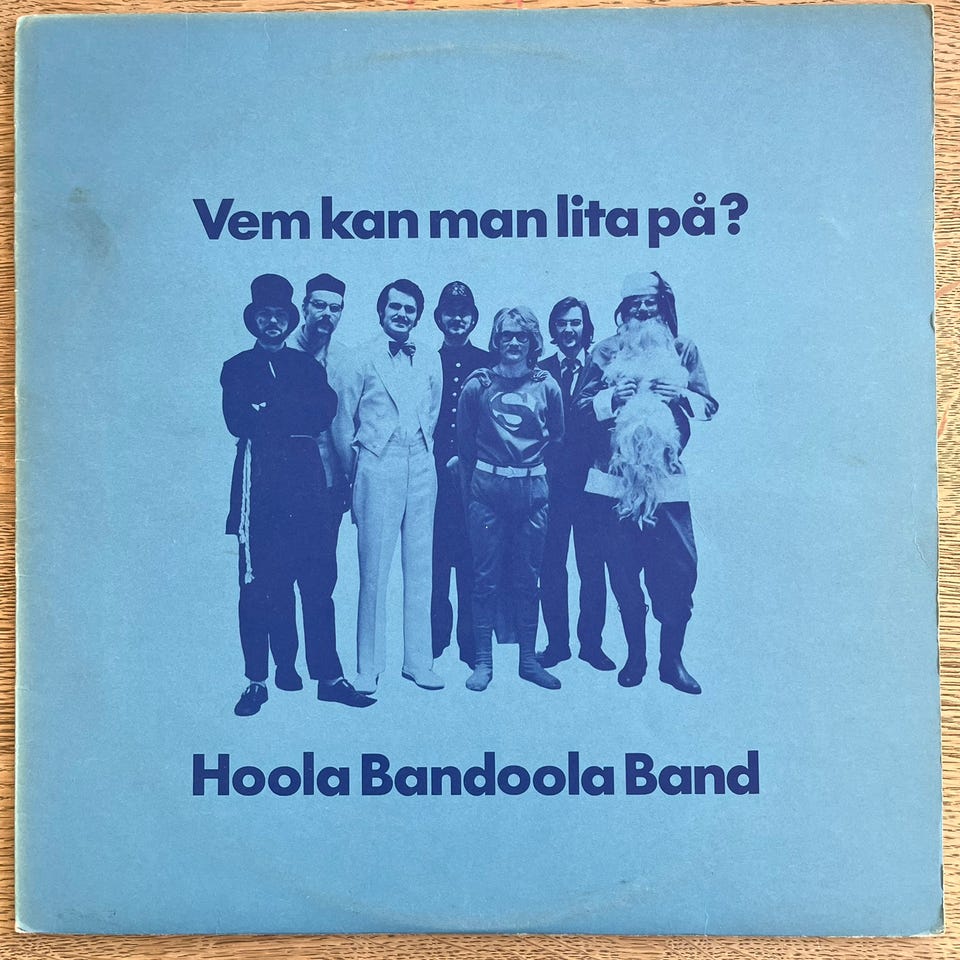 Vem kan man lita på?
S
Hoola Bandoola Band